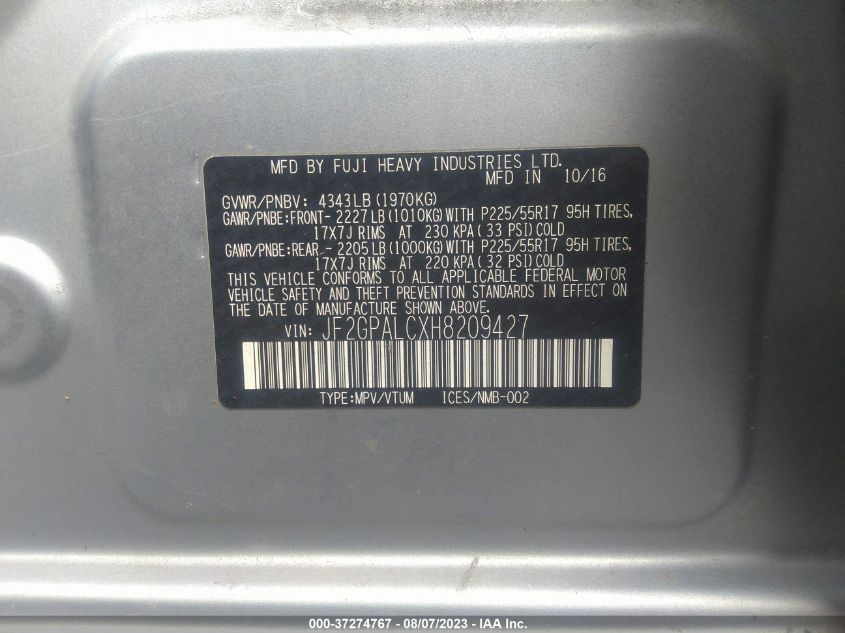 MFD BY FUJI HEAVY INDUSTRIES LTD.
MFD IN 10/16
GVWR/PNBV: 4343LB(1970KG)
GAWR/PNBE:FRONT- 2227LB(1010KG)WITH P225/55R17 95H TIRES,
17X7J RIMS AT 230 KPA(33 PSI)COLD
GAWR/PNBE:REAR - 2205LB(1000KG)WITH P225/55R17 95H TIRES,
17X7J RIMS AT 220 KPA(32 PSI)COLD
THIS VEHICLE CONFORMS TO ALL APPLICABLE FEDERAL MOTOR
VEHICLE SAFETY AND THEFT PREVENTION STANDARDS IN EFFECT ON
THE DATE OF MANUFACTURE SHOWN ABOVE.
VIN: JF2GPALCXH8209427
TYPE:MPV/VTUM ICES/NMB-002
000-37274767 - 08/07/2023 - IAA Inc.